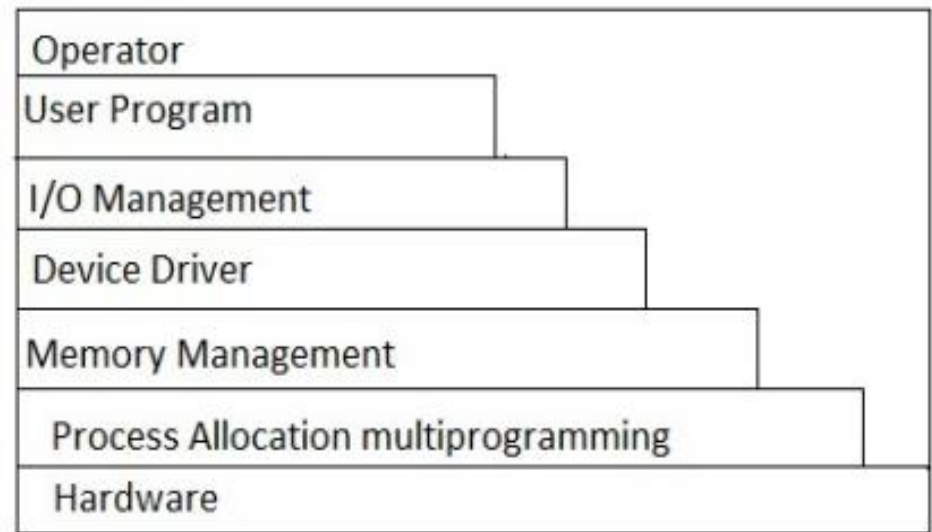 Operator
User Program
I/O Management
Device Driver
Memory Management
Process Allocation multiprogramming
Hardware